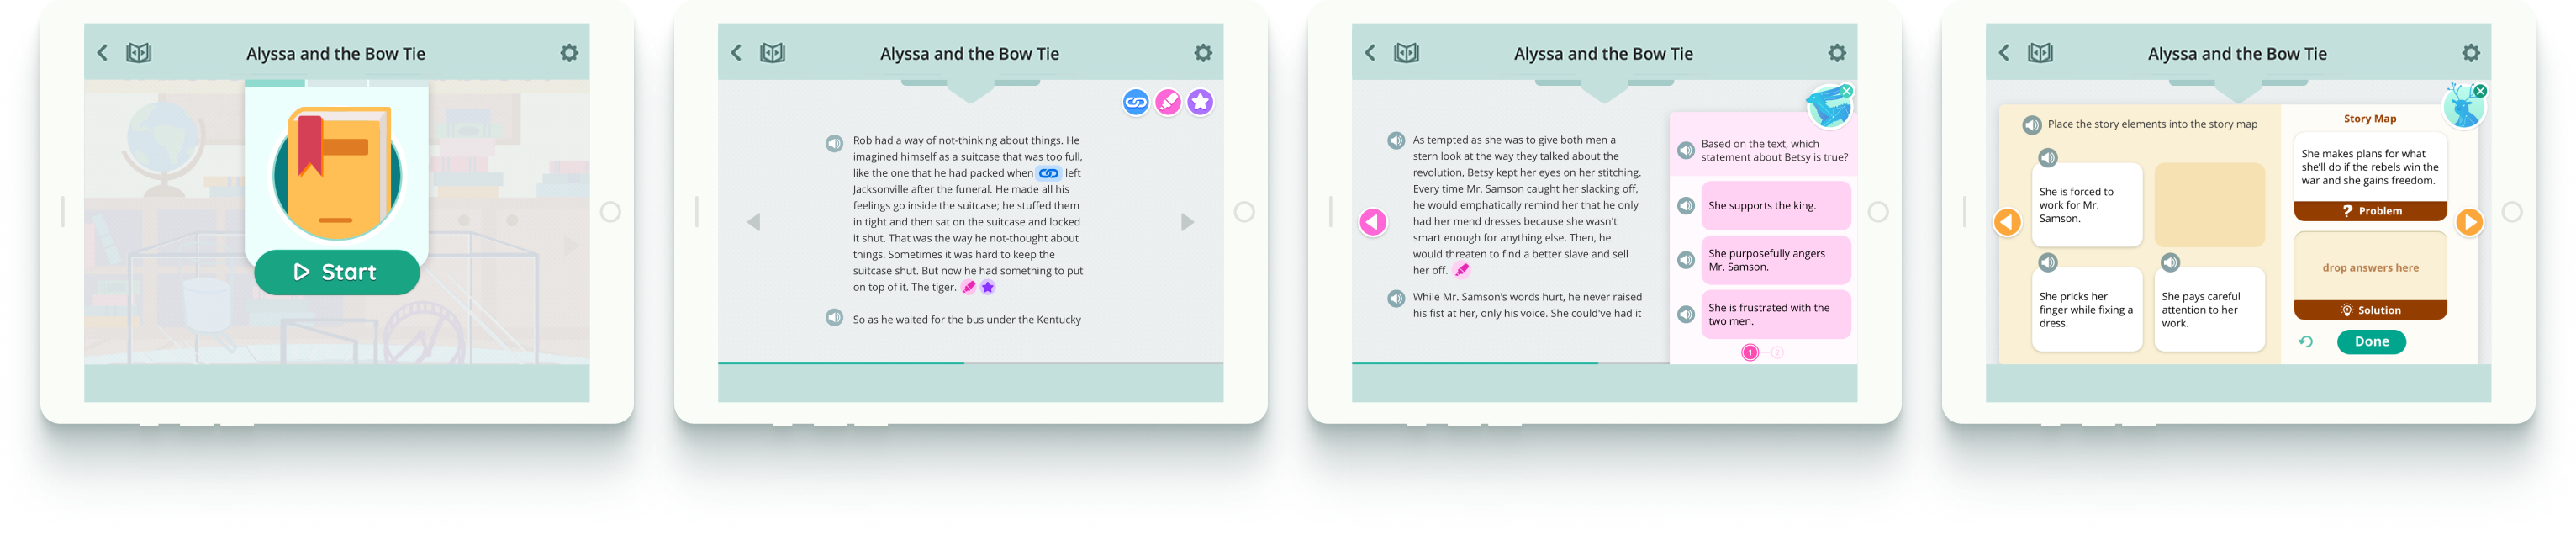 Alyssa and the Bow Tie
Start
Alyssa and the Bow Tie
Rob had a way of not-thinking about things. He
imagined himself as a suitcase that was too full,
like the one that he had packed when left
Jacksonville after the funeral. He made all his
feelings go inside the suitcase; he stuffed them
in tight and then sat on the suitcase and locked
it shut. That was the way he not-thought about
things. Sometimes it was hard to keep the
suitcase shut. But now he had something to put
on top of it. The tiger.
So as he waited for the bus under the Kentucky
Alyssa and the Bow Tie
As tempted as she was to give both men a
stern look at the way they talked about the
revolution, Betsy kept her eyes on her stitching.
Every time Mr. Samson caught her slacking off,
he would emphatically remind her that he only
had her mend dresses because she wasn't
smart enough for anything else. Then, he
would threaten to find a better slave and sell
her off.
While Mr. Samson's words hurt, he never raised
his fist at her, only his voice. She could've had it
Based on the text, which
statement about Betsy is true?
She supports the king.
She purposefully angers
Mr. Samson.
She is frustrated with the
two men.
1
2
Alyssa and the Bow Tie
Place the story elements into the story map
She is forced to
work for Mr.
Samson.
She pricks her
finger while fixing a
dress.
She pays careful
attention to her
work.
Story Map
She makes plans for what
she'll do if the rebels win the
war and she gains freedom.
? Problem
drop answers here
Solution
Done